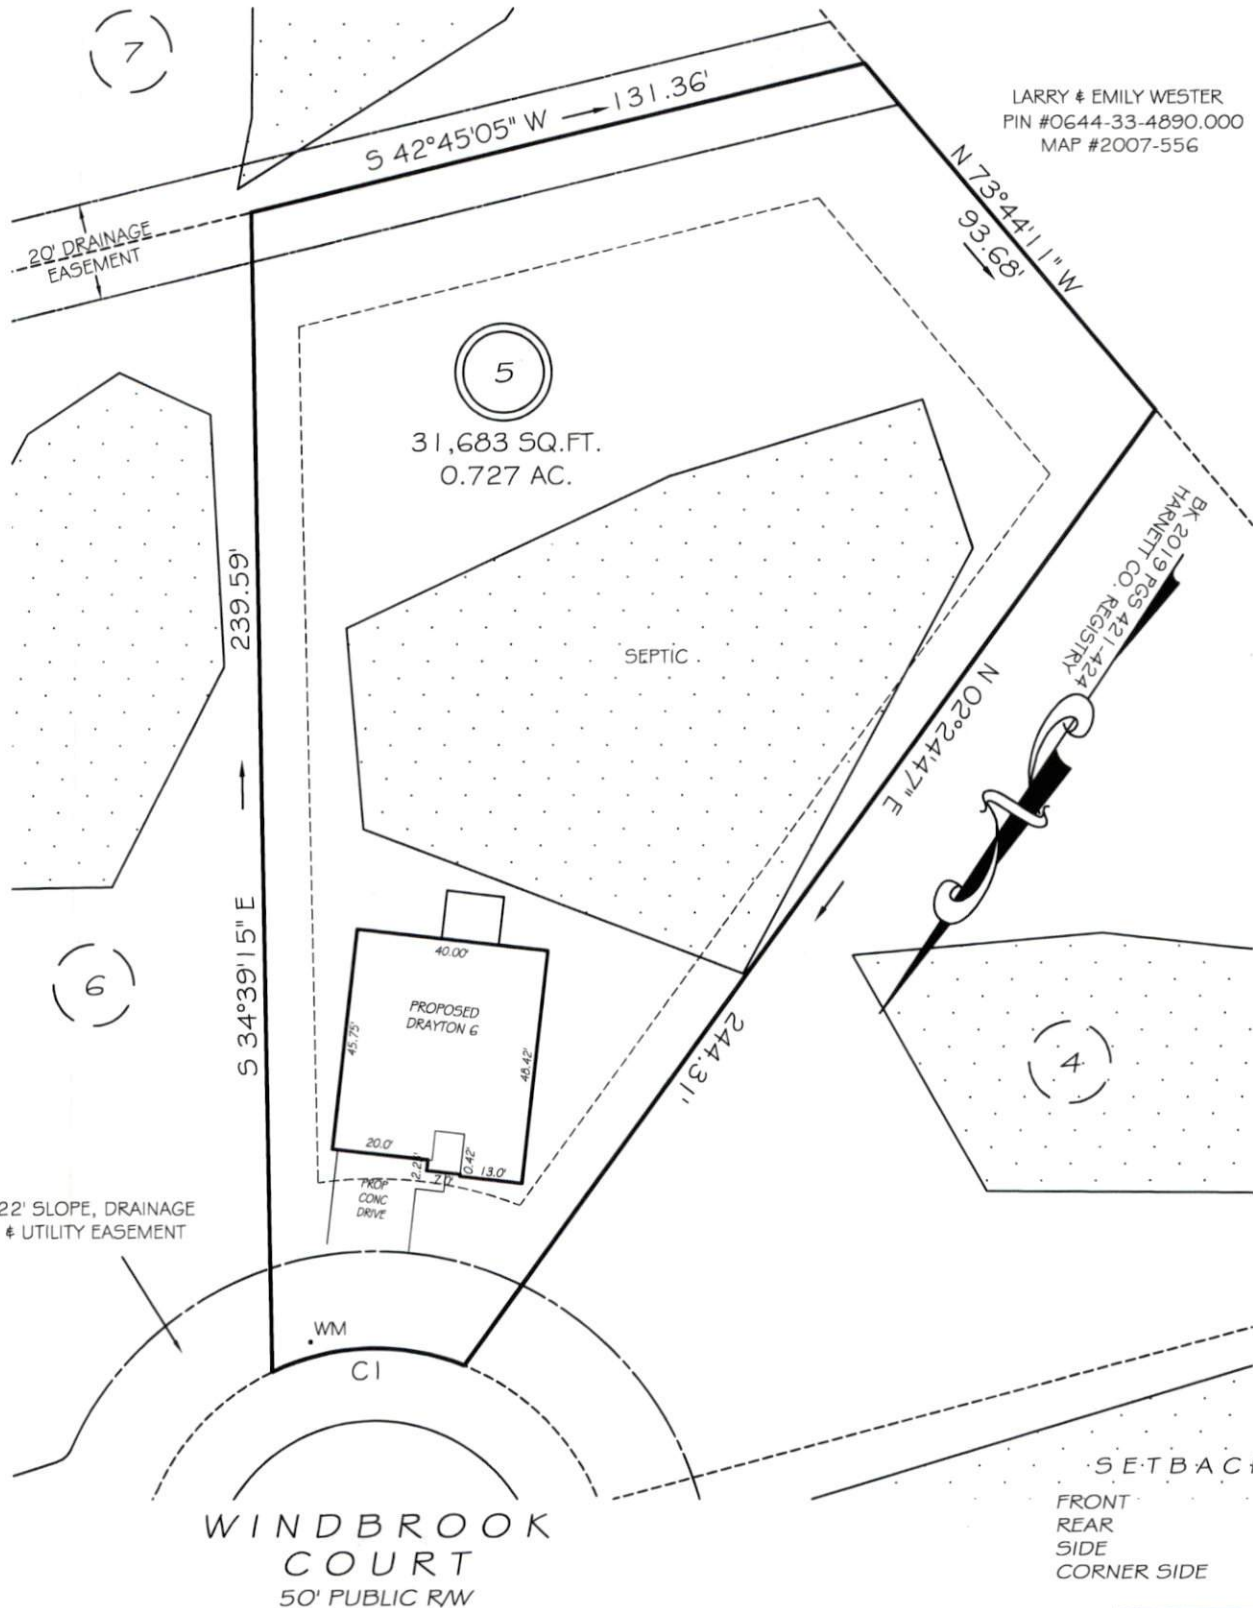 7
LARRY & EMILY WESTER
PIN #0644-33-4890.000
MAP #2007-556
S 42°45'05" W 131.36'
N 73°44'11" W
93.68'
20' DRAINAGE
EASEMENT
5
31,683 SQ.FT.
0.727 AC.
BK 2019 PGS 421-424
HARNETT CO. REGISTRY
239.59'
SEPTIC
N 02°24'47" E
S 34°39'15" E
40.00'
6
PROPOSED
DRAYTON 6
45.75'
48.42'
244.31'
4
20.0'
0.42'
13.0'
PROP
CONC
DRIVE
22' SLOPE, DRAINAGE
& UTILITY EASEMENT
WM
C1
SETBAC
FRONT
REAR
SIDE
CORNER SIDE
WINDBROOK
COURT
50' PUBLIC R/W